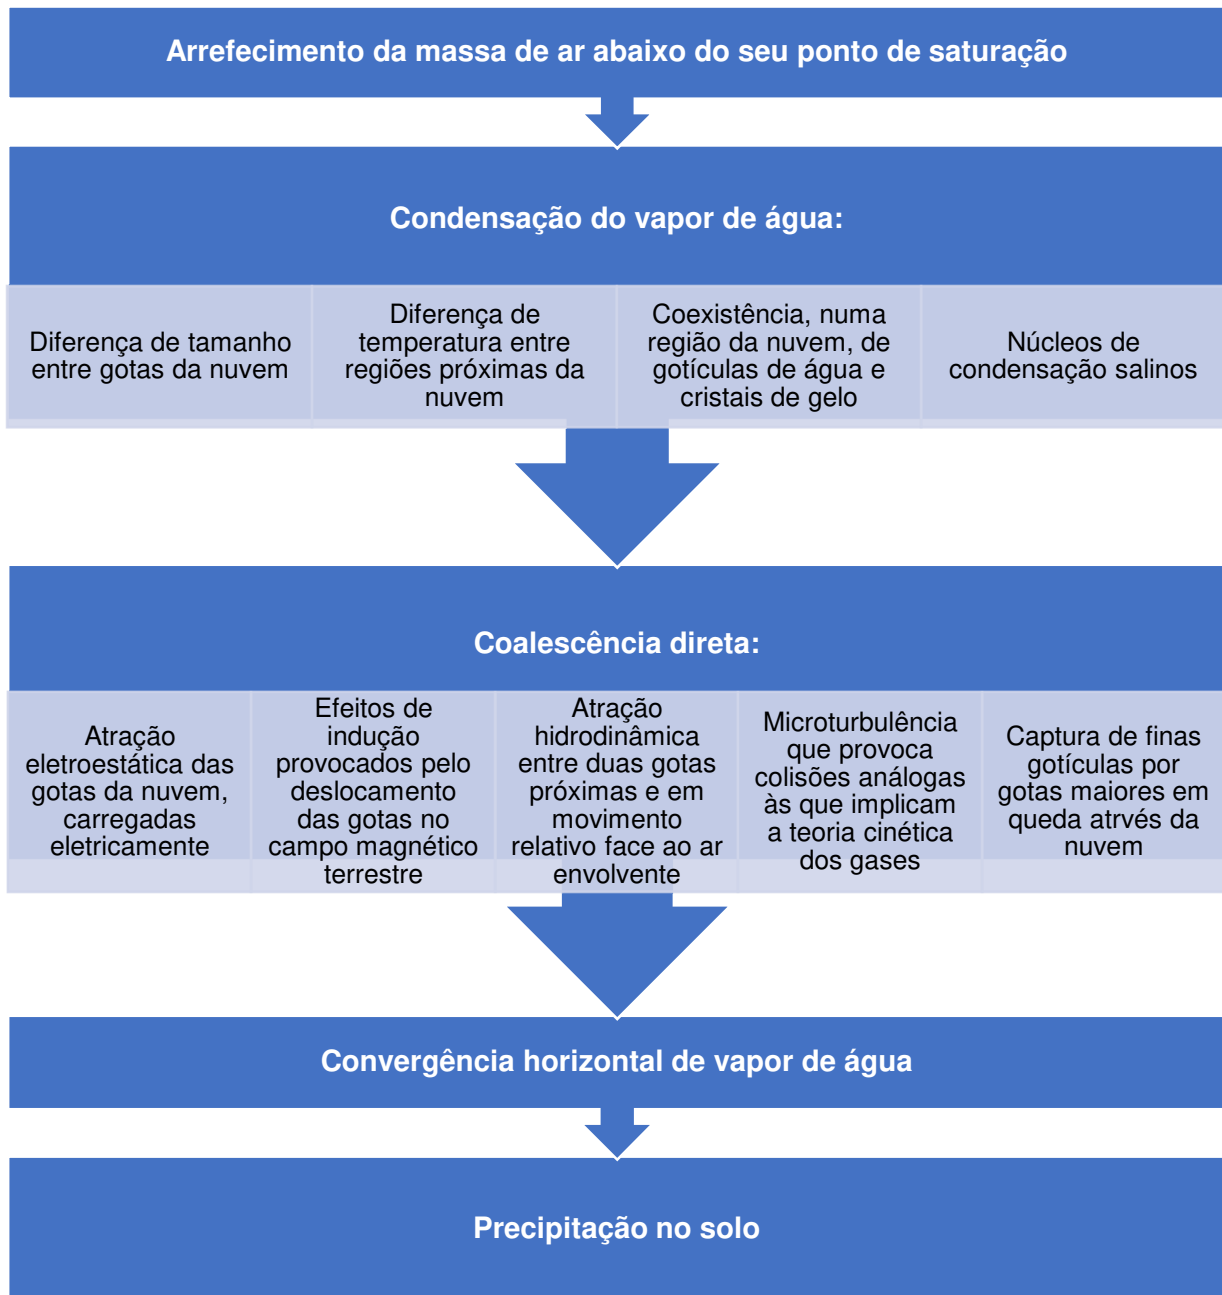 Arrefecimento da massa de ar abaixo do seu ponto de saturação
Condensação do vapor de água:
Diferença de tamanho
entre gotas da nuvem
Diferença de
temperatura entre
regiões próximas da
nuvem
Coexistência, numa
região da nuvem, de
gotículas de água e
cristais de gelo
Núcleos de
condensação salinos
Coalescência direta:
Atração
eletroestática das
gotas da nuvem,
carregadas
eletricamente
Efeitos de
indução
provocados pelo
deslocamento
das gotas no
campo magnético
terrestre
Atração
hidrodinâmica
entre duas gotas
próximas e em
movimento
relativo face ao ar
envolvente
Microturbulência
que provoca
colisões análogas
às que implicam
a teoria cinética
dos gases
Captura de finas
gotículas por
gotas maiores em
queda atrvés da
nuvem
Convergência horizontal de vapor de água
Precipitação no solo